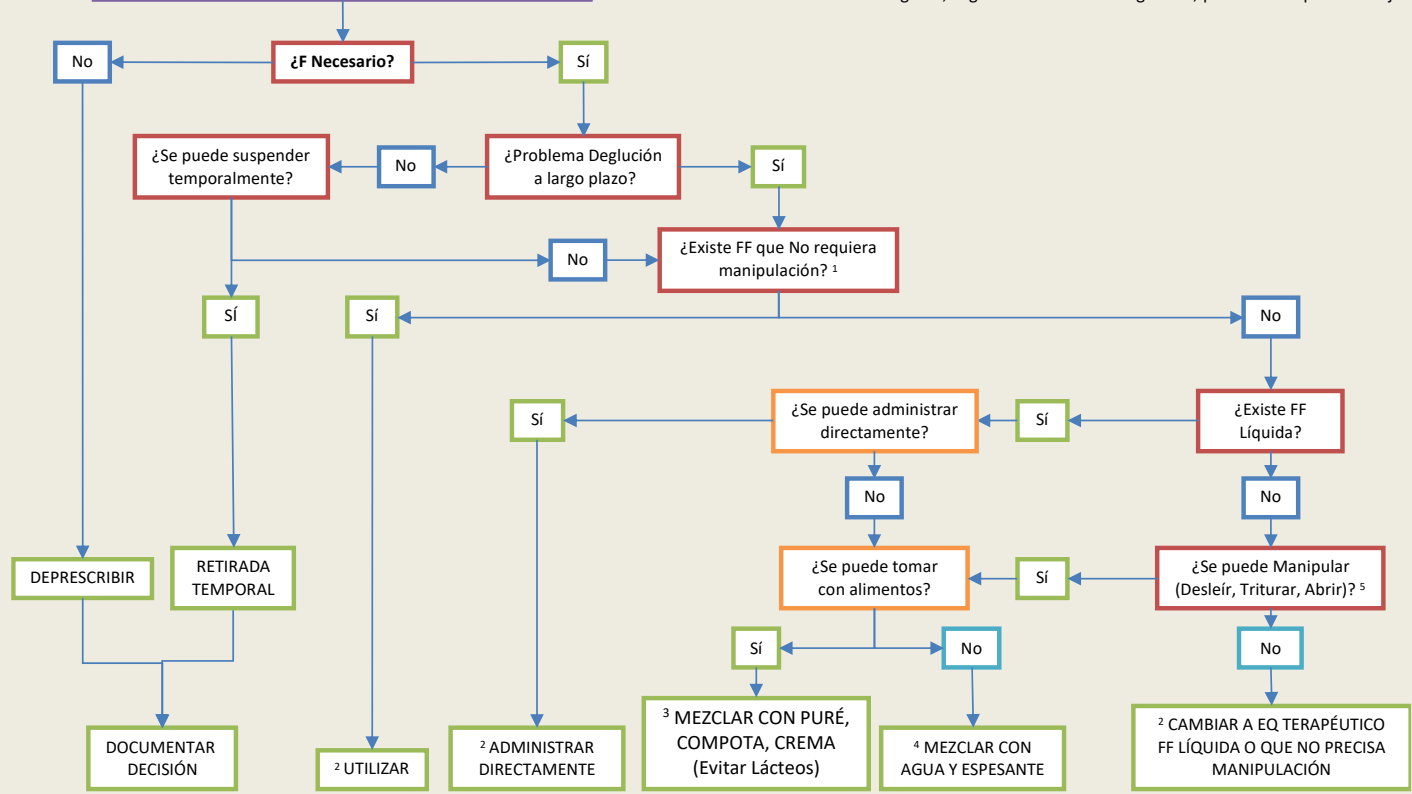 No
¿F Necesario?
Sí
¿Se puede suspender
temporalmente?
No
¿Problema Deglución
a largo plazo?
Sí
No
¿Existe FF que No requiera
manipulación? ¹
SÍ
Sí
No
Sí
¿Se puede administrar
directamente?
Sí
¿Existe FF
Líquida?
No
No
DEPRESCRIBIR
RETIRADA
TEMPORAL
¿Se puede tomar
con alimentos?
Sí
¿Se puede Manipular
(Desleír, Triturar, Abrir)? ⁵
Sí
No
No
DOCUMENTAR
DECISIÓN
² UTILIZAR
² ADMINISTRAR
DIRECTAMENTE
³ MEZCLAR CON PURÉ,
COMPOTA, CREMA
(Evitar Lácteos)
⁴ MEZCLAR CON
AGUA Y ESPESANTE
² CAMBIAR A EQ TERAPÉUTICO
FF LÍQUIDA O QUE NO PRECISA
MANIPULACIÓN